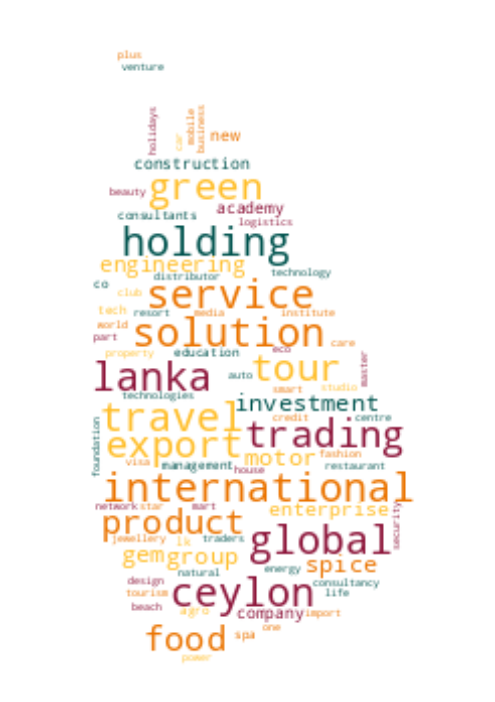 plus
venture
holidays
car
mobile
business
new
construction
green
beauty
academy
consultants
logistics
holding
engineering
technology
distributor
co
club
service
tech
resort
media
institute
world
solution
part
care
property
education
eco
tour
master
lanka
auto
technologies
smart
studio
investment
travel
credit
centre
foundation
export
trading
motor
fashion
visa
management
house
restaurant
international
network
star
mart
enterprise
security
product
jewellery
lk
traders
global
gem
group
energy
spice
natural
design
consultancy
tourism
ceylon
life
beach
agro
company
import
food
spa
one
power